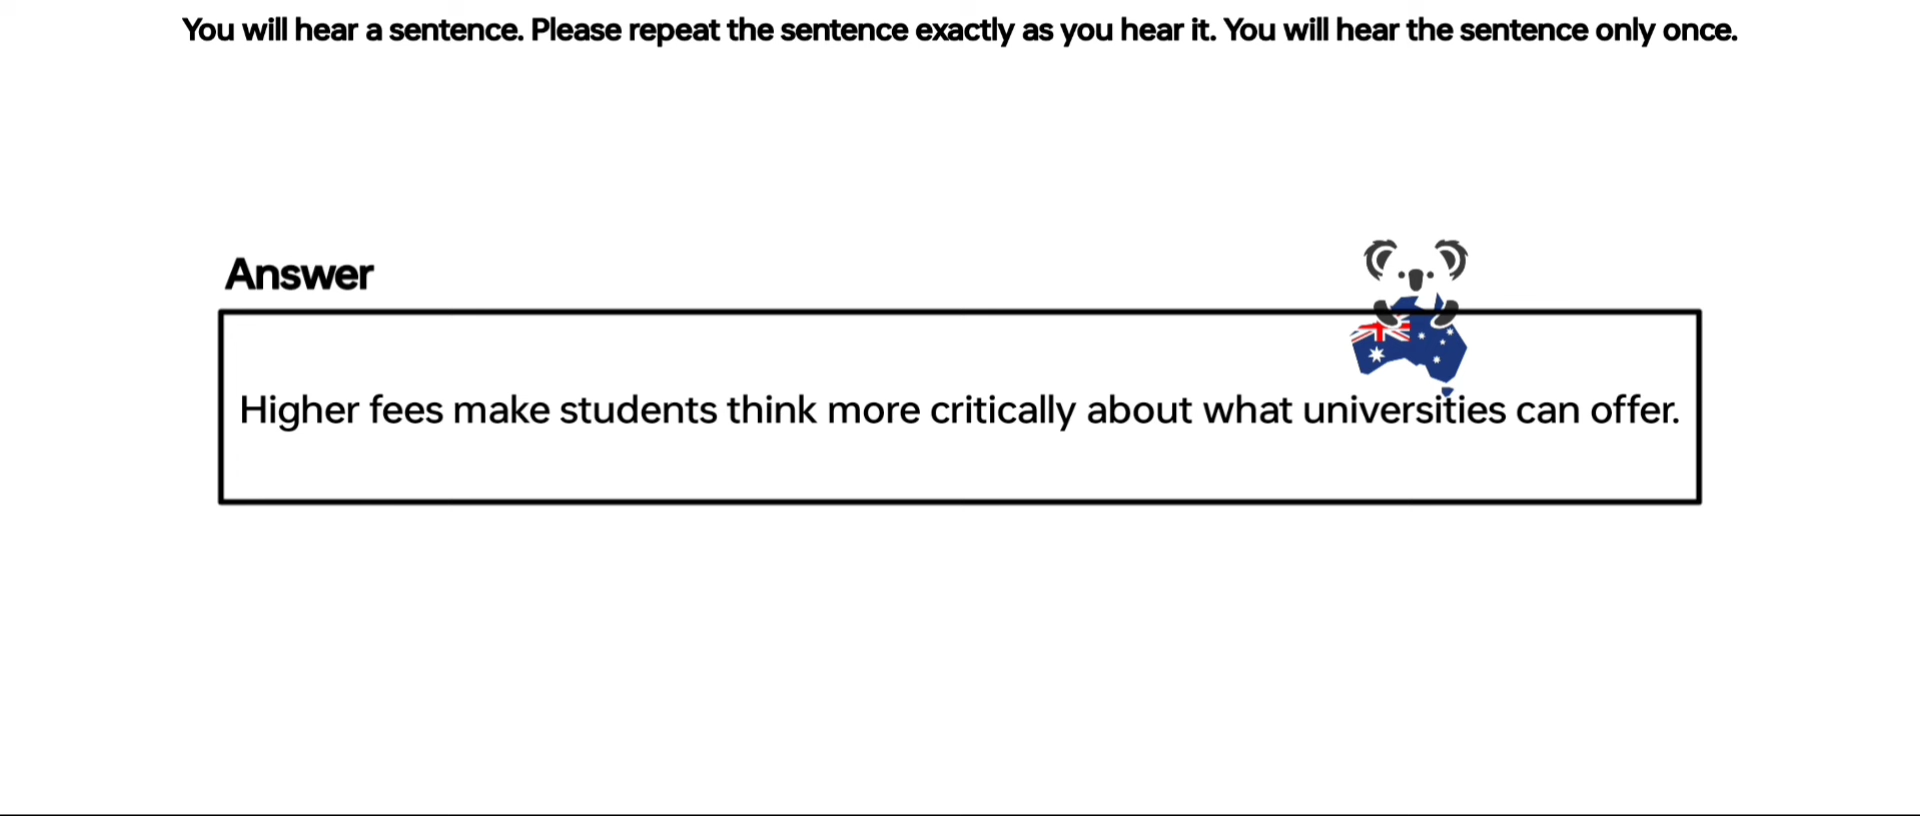 You will hear a sentence. Please repeat the sentence exactly as you hear it. You will hear the sentence only once.
Answer
Higher fees make students think more critically about what universities can offer.